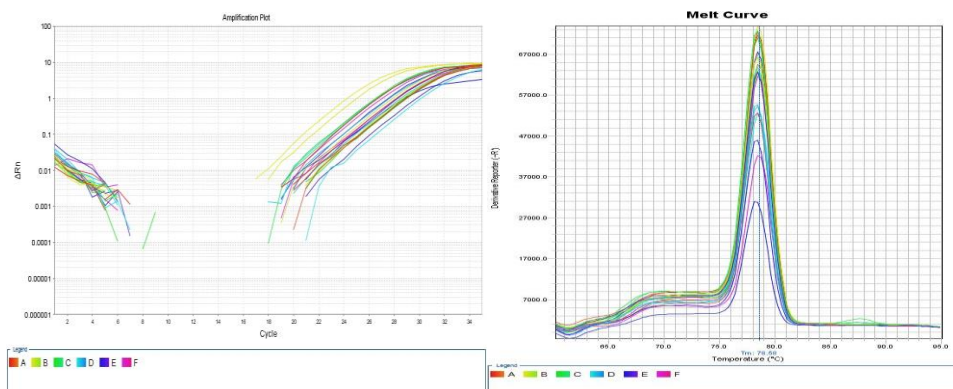 Amplification Plot
100
10
1
0.1
0.01
0.001
0.0001
0.00001
0.000001
ΔRn
2 4 6 8 10 12 14 16 18 20 22 24 26 28 30 32 34
Cycle
Legend
A B C D E F
Melt Curve
67000.0
57000.0
47000.0
37000.0
27000.0
17000.0
7000.0
Derivative Reporter (-R)
65.0 70.0 75.0 80.0 85.0 90.0 95.0
Temperature (°C)
Legend
A B C D E F